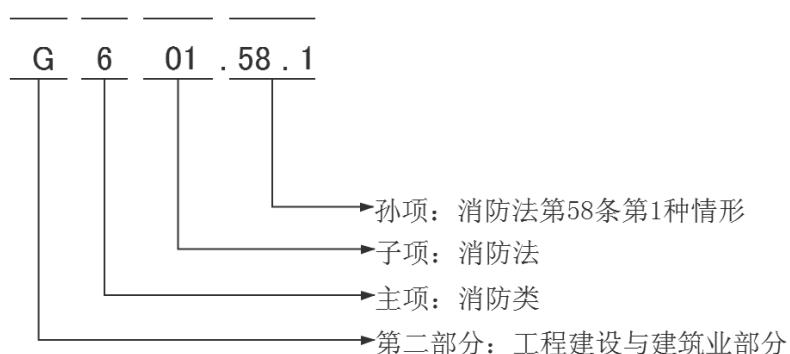 G 6 01 . 58 . 1
孙项：消防法第58条第1种情形
子项：消防法
主项：消防类
第二部分：工程建设与建筑业部分